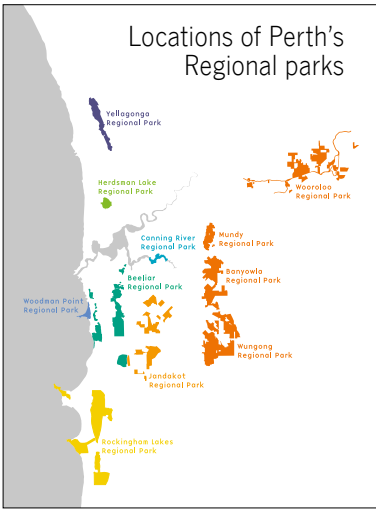 Locations of Perth's
Regional parks
Yellagonga
Regional Park
Wooroloo
Regional Park
Herdsman Lake
Regional Park
Canning River
Regional Park
Mundy
Regional Park
Banyowlo
Regional Park
Beeliar
Regional Park
Woodman Point
Regional Park
Wungong
Regional Park
Jandakot
Regional Park
Rockingham Lakes
Regional Park